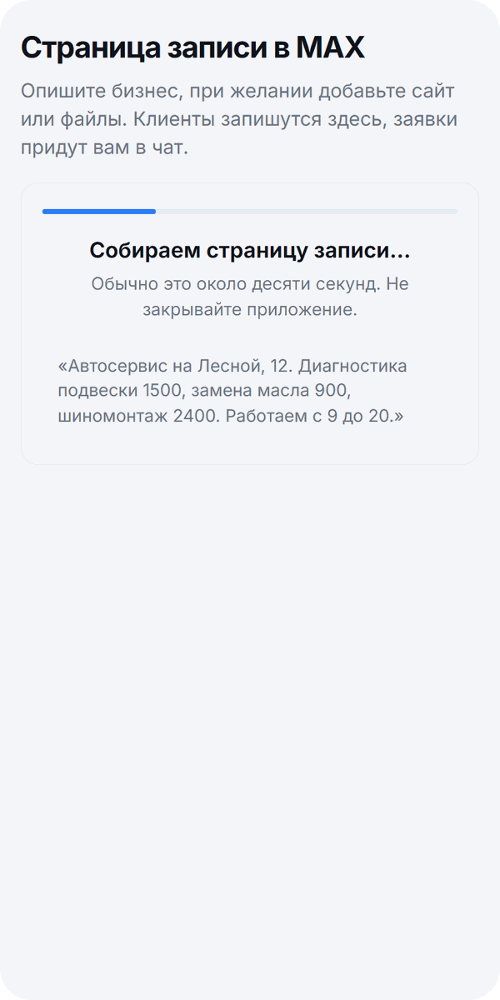 Страница записи в MAX
Опишите бизнес, при желании добавьте сайт
или файлы. Клиенты запишутся здесь, заявки
придут вам в чат.
Собираем страницу записи…
Обычно это около десяти секунд. Не
закрывайте приложение.
«Автосервис на Лесной, 12. Диагностика
подвески 1500, замена масла 900,
шиномонтаж 2400. Работаем с 9 до 20.»